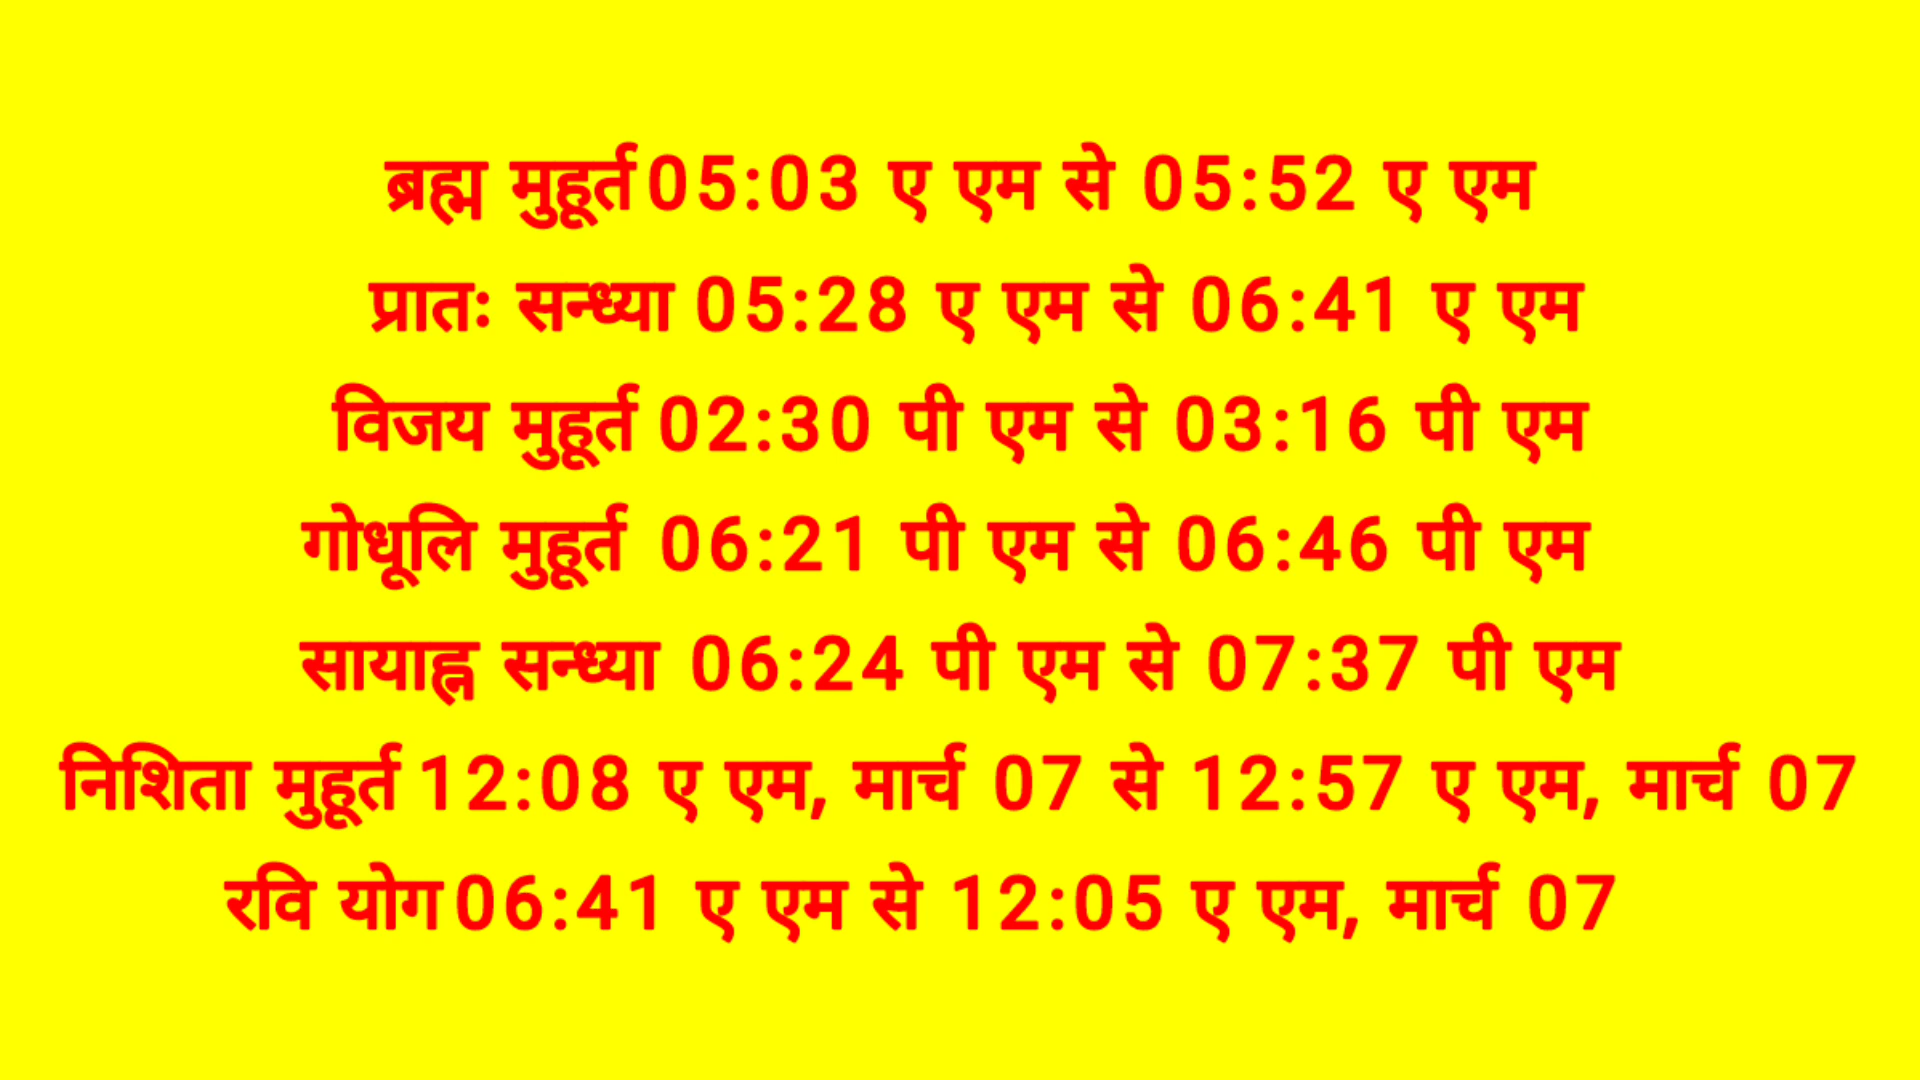 ब्रह्म मुहूर्त 05:03 ए एम से 05:52 ए एम
प्रातः सन्ध्या 05:28 ए एम से 06:41 ए एम
विजय मुहूर्त 02:30 पी एम से 03:16 पी एम
गोधूलि मुहूर्त 06:21 पी एम से 06:46 पी एम
सायाह्न सन्ध्या 06:24 पी एम से 07:37 पी एम
निशिता मुहूर्त 12:08 ए एम, मार्च 07 से 12:57 ए एम, मार्च 07
रवि योग 06:41 ए एम से 12:05 ए एम, मार्च 07